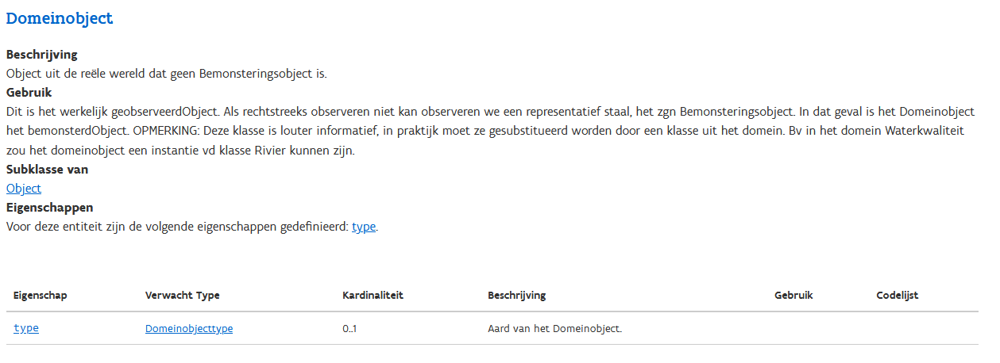 Domeinobject
Beschrijving
Object uit de reële wereld dat geen Bemonsteringsobject is.
Gebruik
Dit is het werkelijk geobserveerdObject. Als rechtstreeks observeren niet kan observeren we een representatief staal, het zgn Bemonsteringsobject. In dat geval is het Domeinobject
het bemonsterdObject. OPMERKING: Deze klasse is louter informatief, in praktijk moet ze gesubstitueerd worden door een klasse uit het domein. Bv in het domein Waterkwaliteit
zou het domeinobject een instantie vd klasse Rivier kunnen zijn.
Subklasse van
Object
Eigenschappen
Voor deze entiteit zijn de volgende eigenschappen gedefinieerd: type.
Eigenschap Verwacht Type Kardinaliteit Beschrijving Gebruik Codelijst
type Domeinobjecttype 0..1 Aard van het Domeinobject.